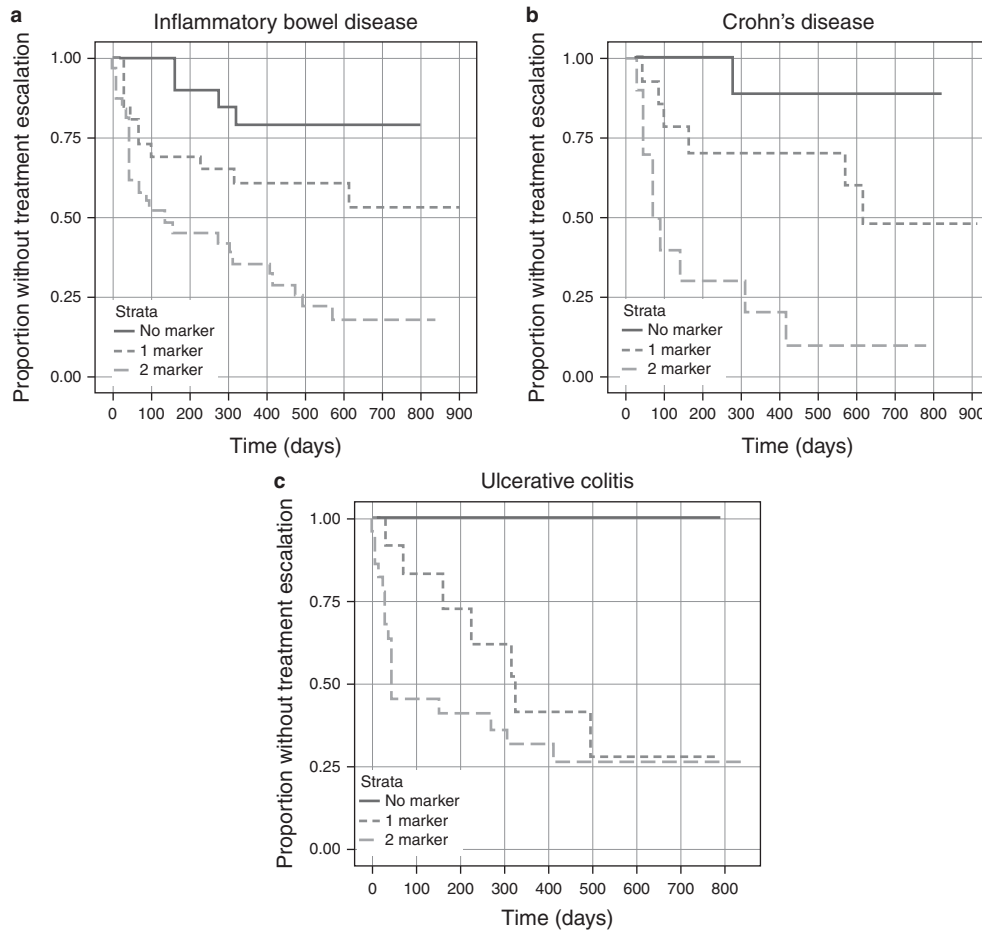 a
Inflammatory bowel disease
Proportion without treatment escalation
1.00
0.75
0.50
0.25
0.00
Strata
No marker
1 marker
2 marker
0 100 200 300 400 500 600 700 800 900
Time (days)
b
Crohn's disease
Proportion without treatment escalation
1.00
0.75
0.50
0.25
0.00
Strata
No marker
1 marker
2 marker
0 100 200 300 400 500 600 700 800 900
Time (days)
c
Ulcerative colitis
Proportion without treatment escalation
1.00
0.75
0.50
0.25
0.00
Strata
No marker
1 marker
2 marker
0 100 200 300 400 500 600 700 800
Time (days)